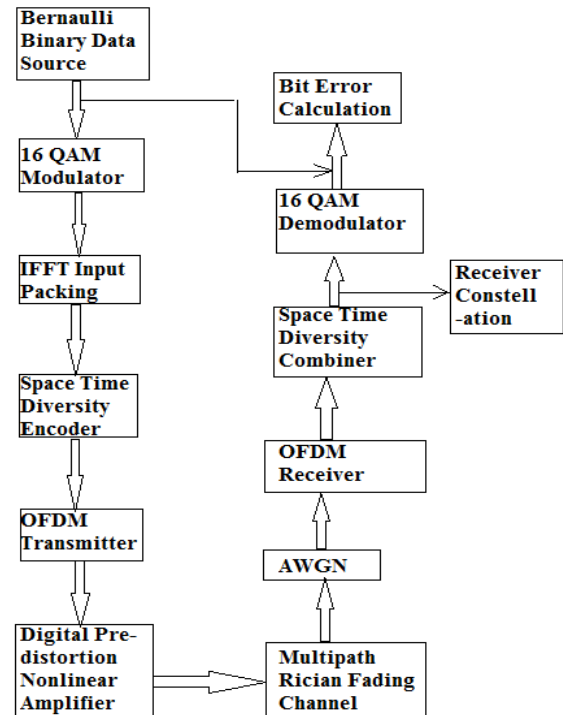 Bernaulli
Binary Data
Source
16 QAM
Modulator
IFFT Input
Packing
Space Time
Diversity
Encoder
OFDM
Transmitter
Digital Pre-
distortion
Nonlinear
Amplifier
Multipath
Rician Fading
Channel
AWGN
OFDM
Receiver
Space Time
Diversity
Combiner
Receiver
Constell
-ation
16 QAM
Demodulator
Bit Error
Calculation